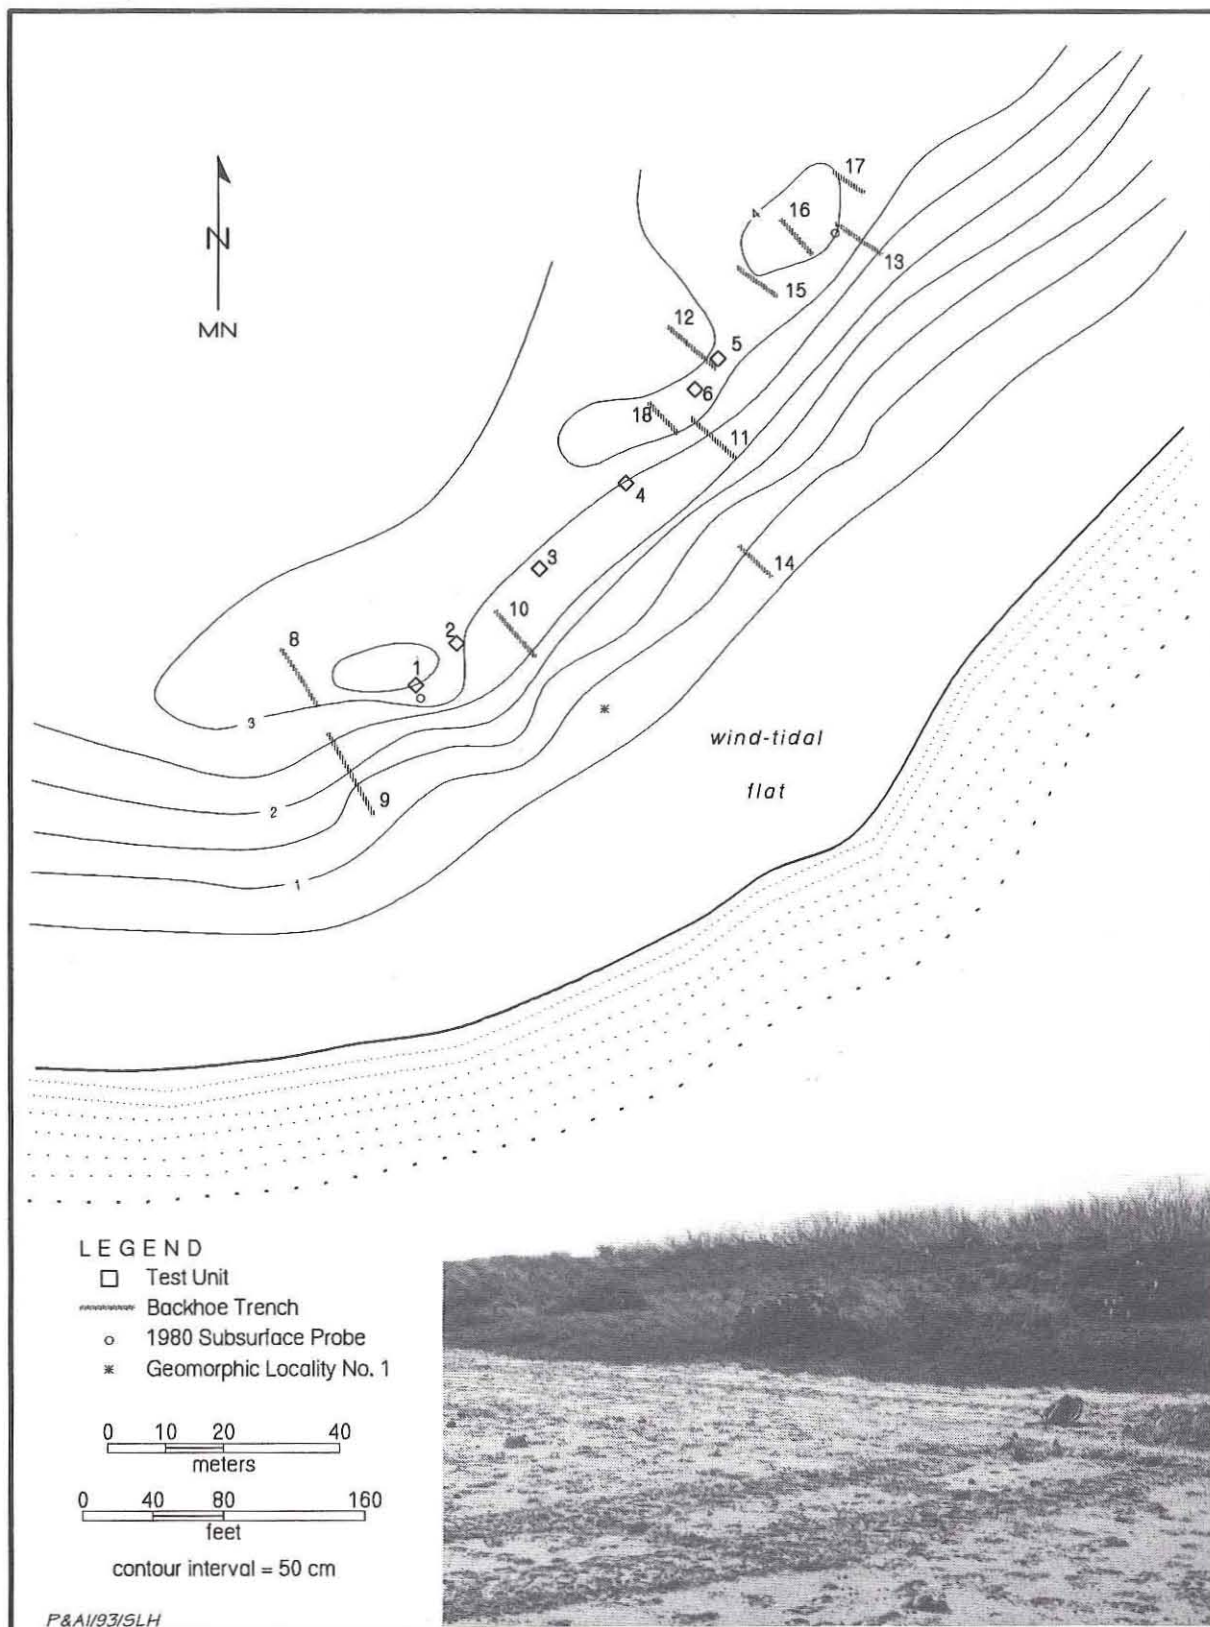 17
4
16
N
13
15
MN
12
5
6
18
11
4
3
14
10
2
8
1
3
wind-tidal
flat
9
2
1
LEGEND
Test Unit
Backhoe Trench
1980 Subsurface Probe
Geomorphic Locality No. 1
0 10 20 40
meters
0 40 80 160
feet
contour interval = 50 cm
P&AI/93/SLH